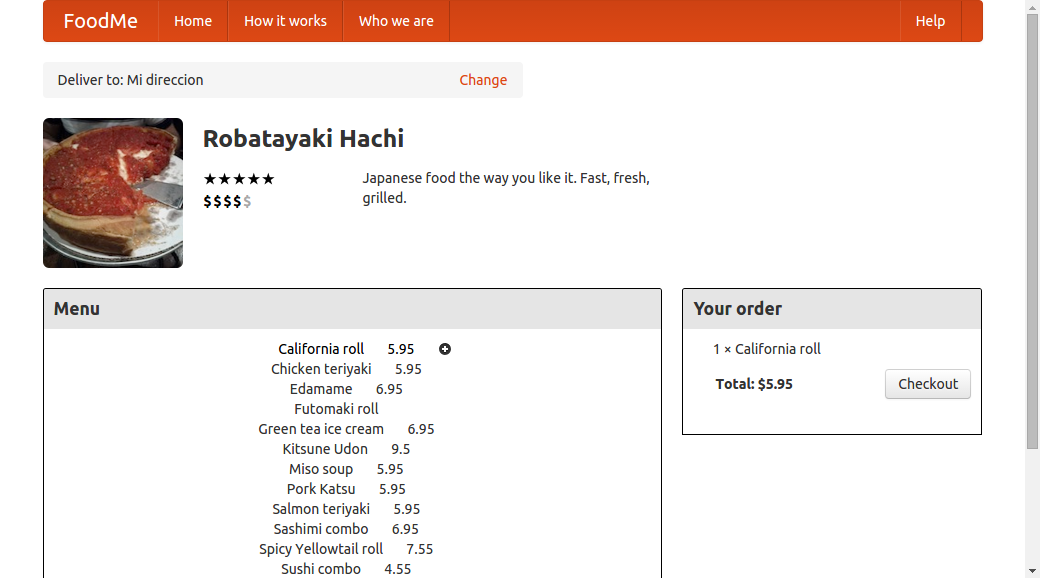 FoodMe Home How it works Who we are Help
Deliver to: Mi direccion Change
Robatayaki Hachi
★★★★★
$$$$$
Japanese food the way you like it. Fast, fresh,
grilled.
Menu
California roll 5.95
Chicken teriyaki 5.95
Edamame 6.95
Futomaki roll
Green tea ice cream 6.95
Kitsune Udon 9.5
Miso soup 5.95
Pork Katsu 5.95
Salmon teriyaki 5.95
Sashimi combo 6.95
Spicy Yellowtail roll 7.55
Sushi combo 4.55
Your order
1 × California roll
Total: $5.95 Checkout